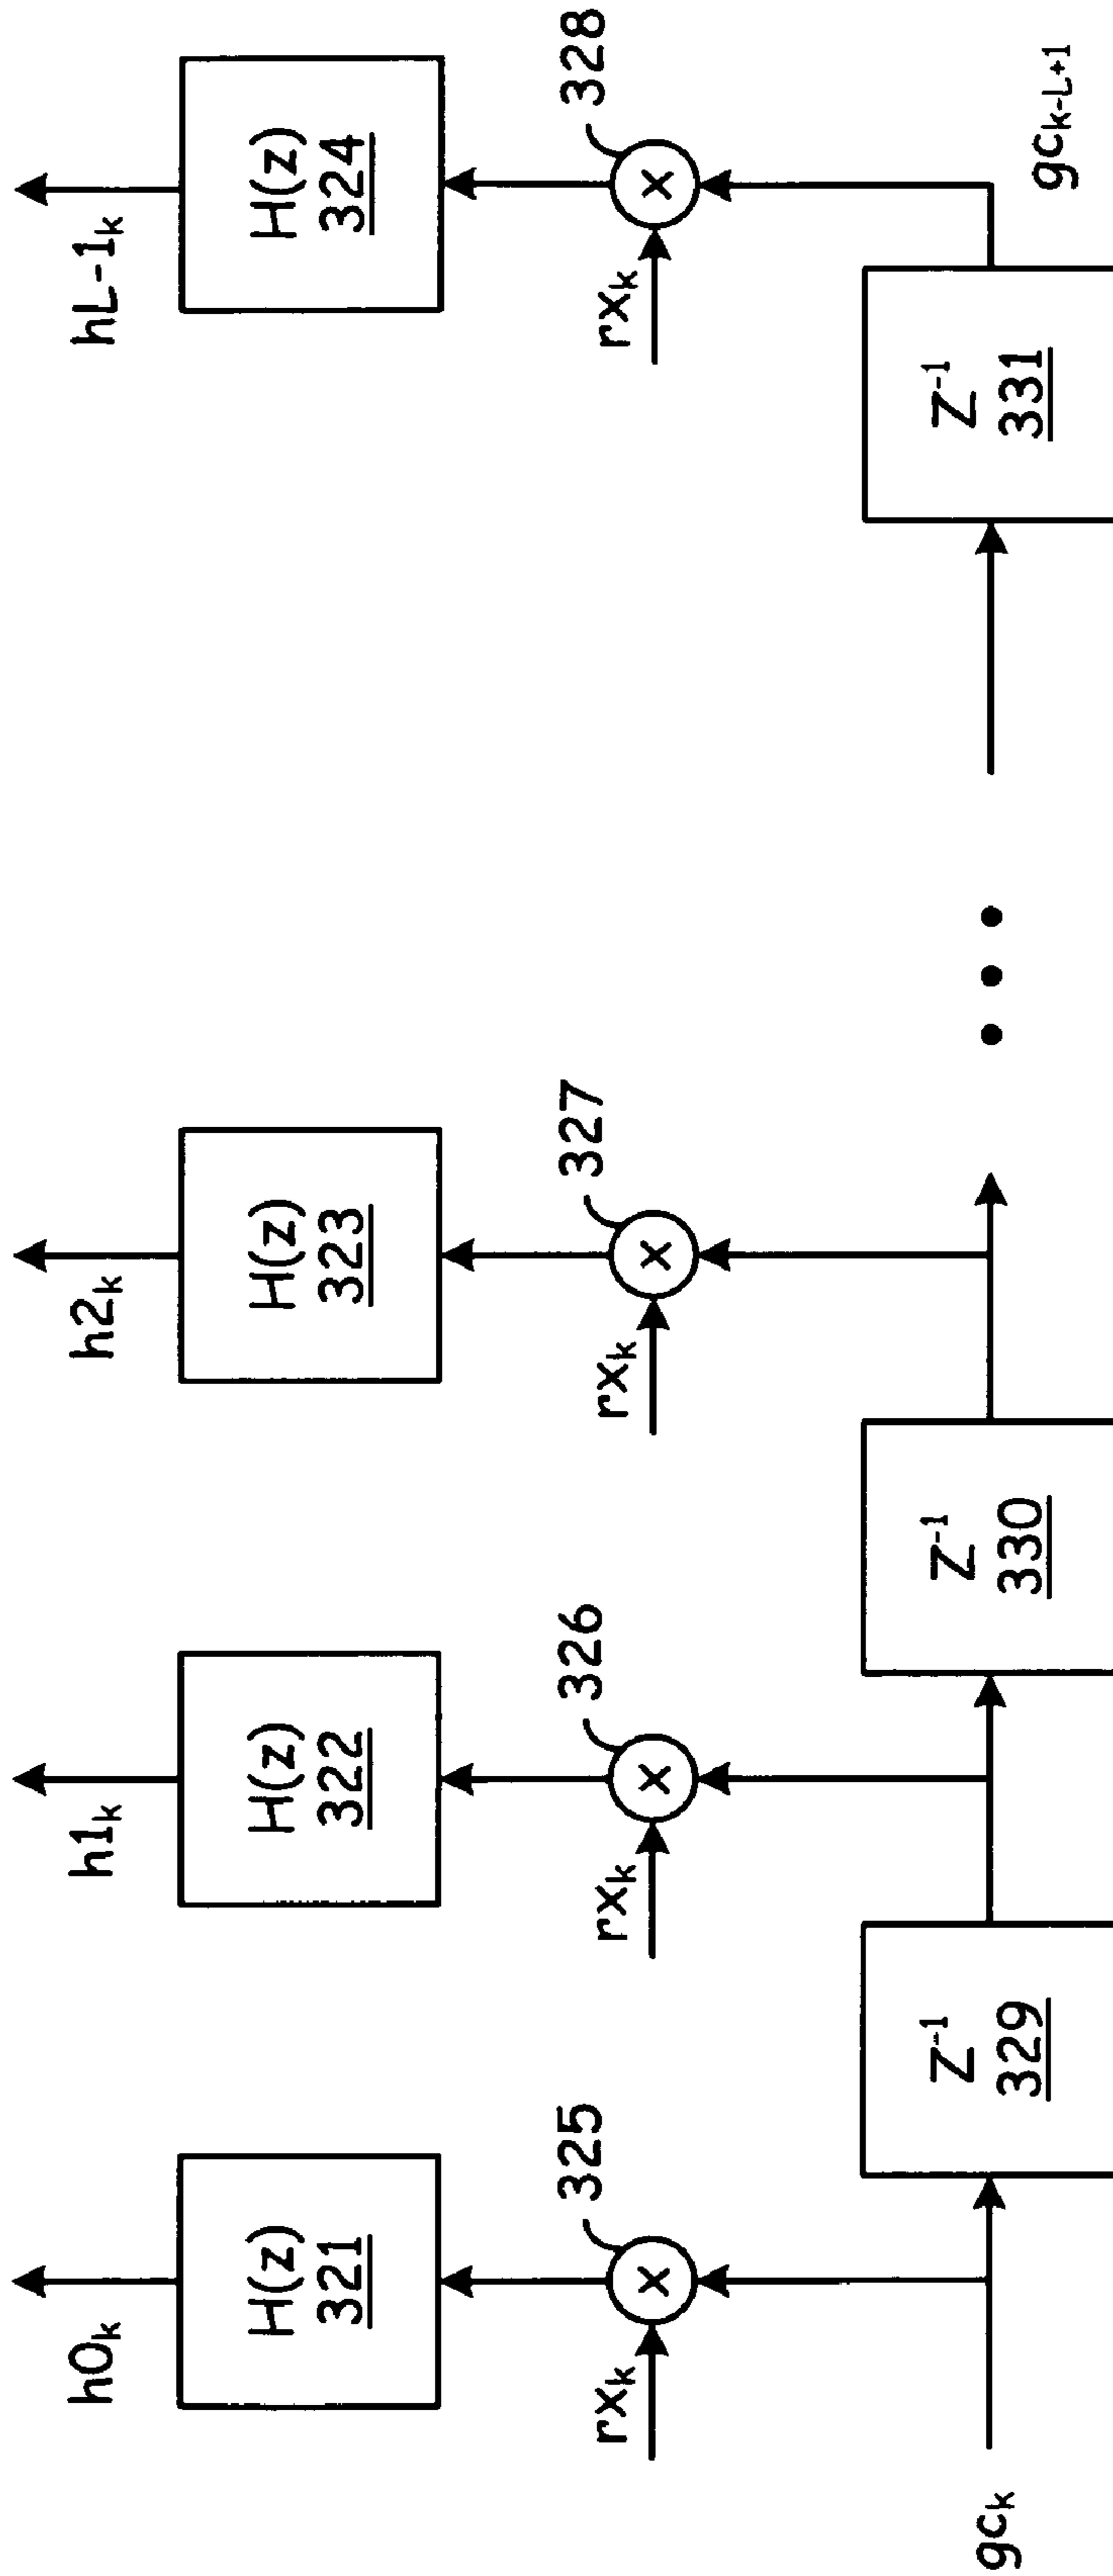 h0ₖ
h1ₖ
h2ₖ
hL-1ₖ
H(z)
321
H(z)
322
H(z)
323
H(z)
324
325
326
327
328
rxₖ
rxₖ
rxₖ
rxₖ
x
x
x
x
Z⁻¹
329
Z⁻¹
330
Z⁻¹
331
gcₖ
gcₖ₋L₊₁